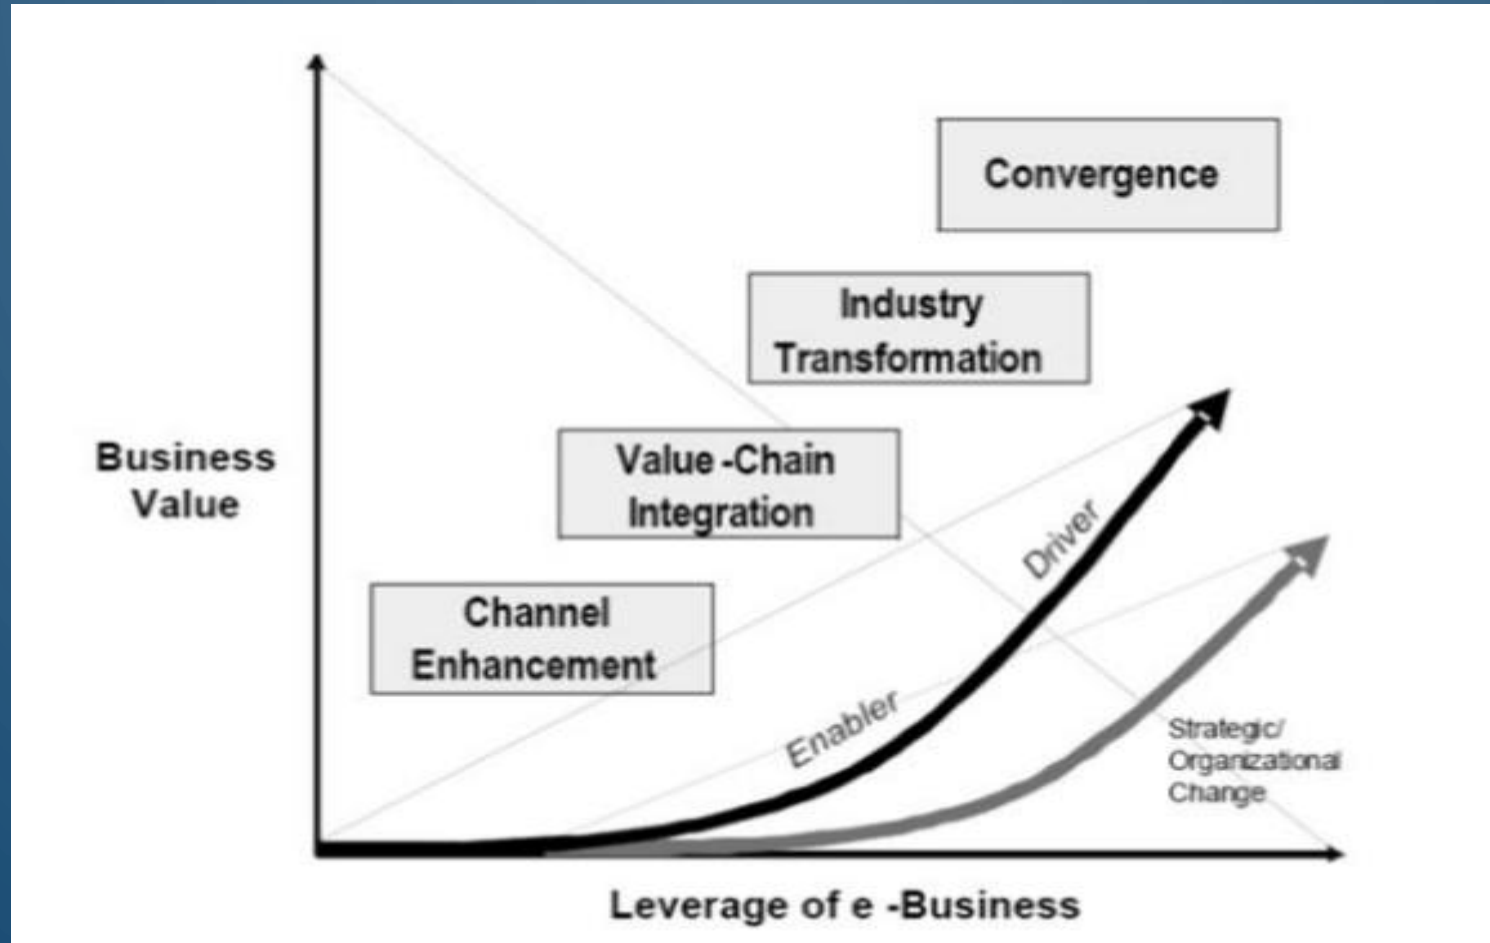 Convergence
Industry
Transformation
Business
Value
Value -Chain
Integration
Driver
Channel
Enhancement
Enabler
Strategic/
Organizational
Change
Leverage of e -Business